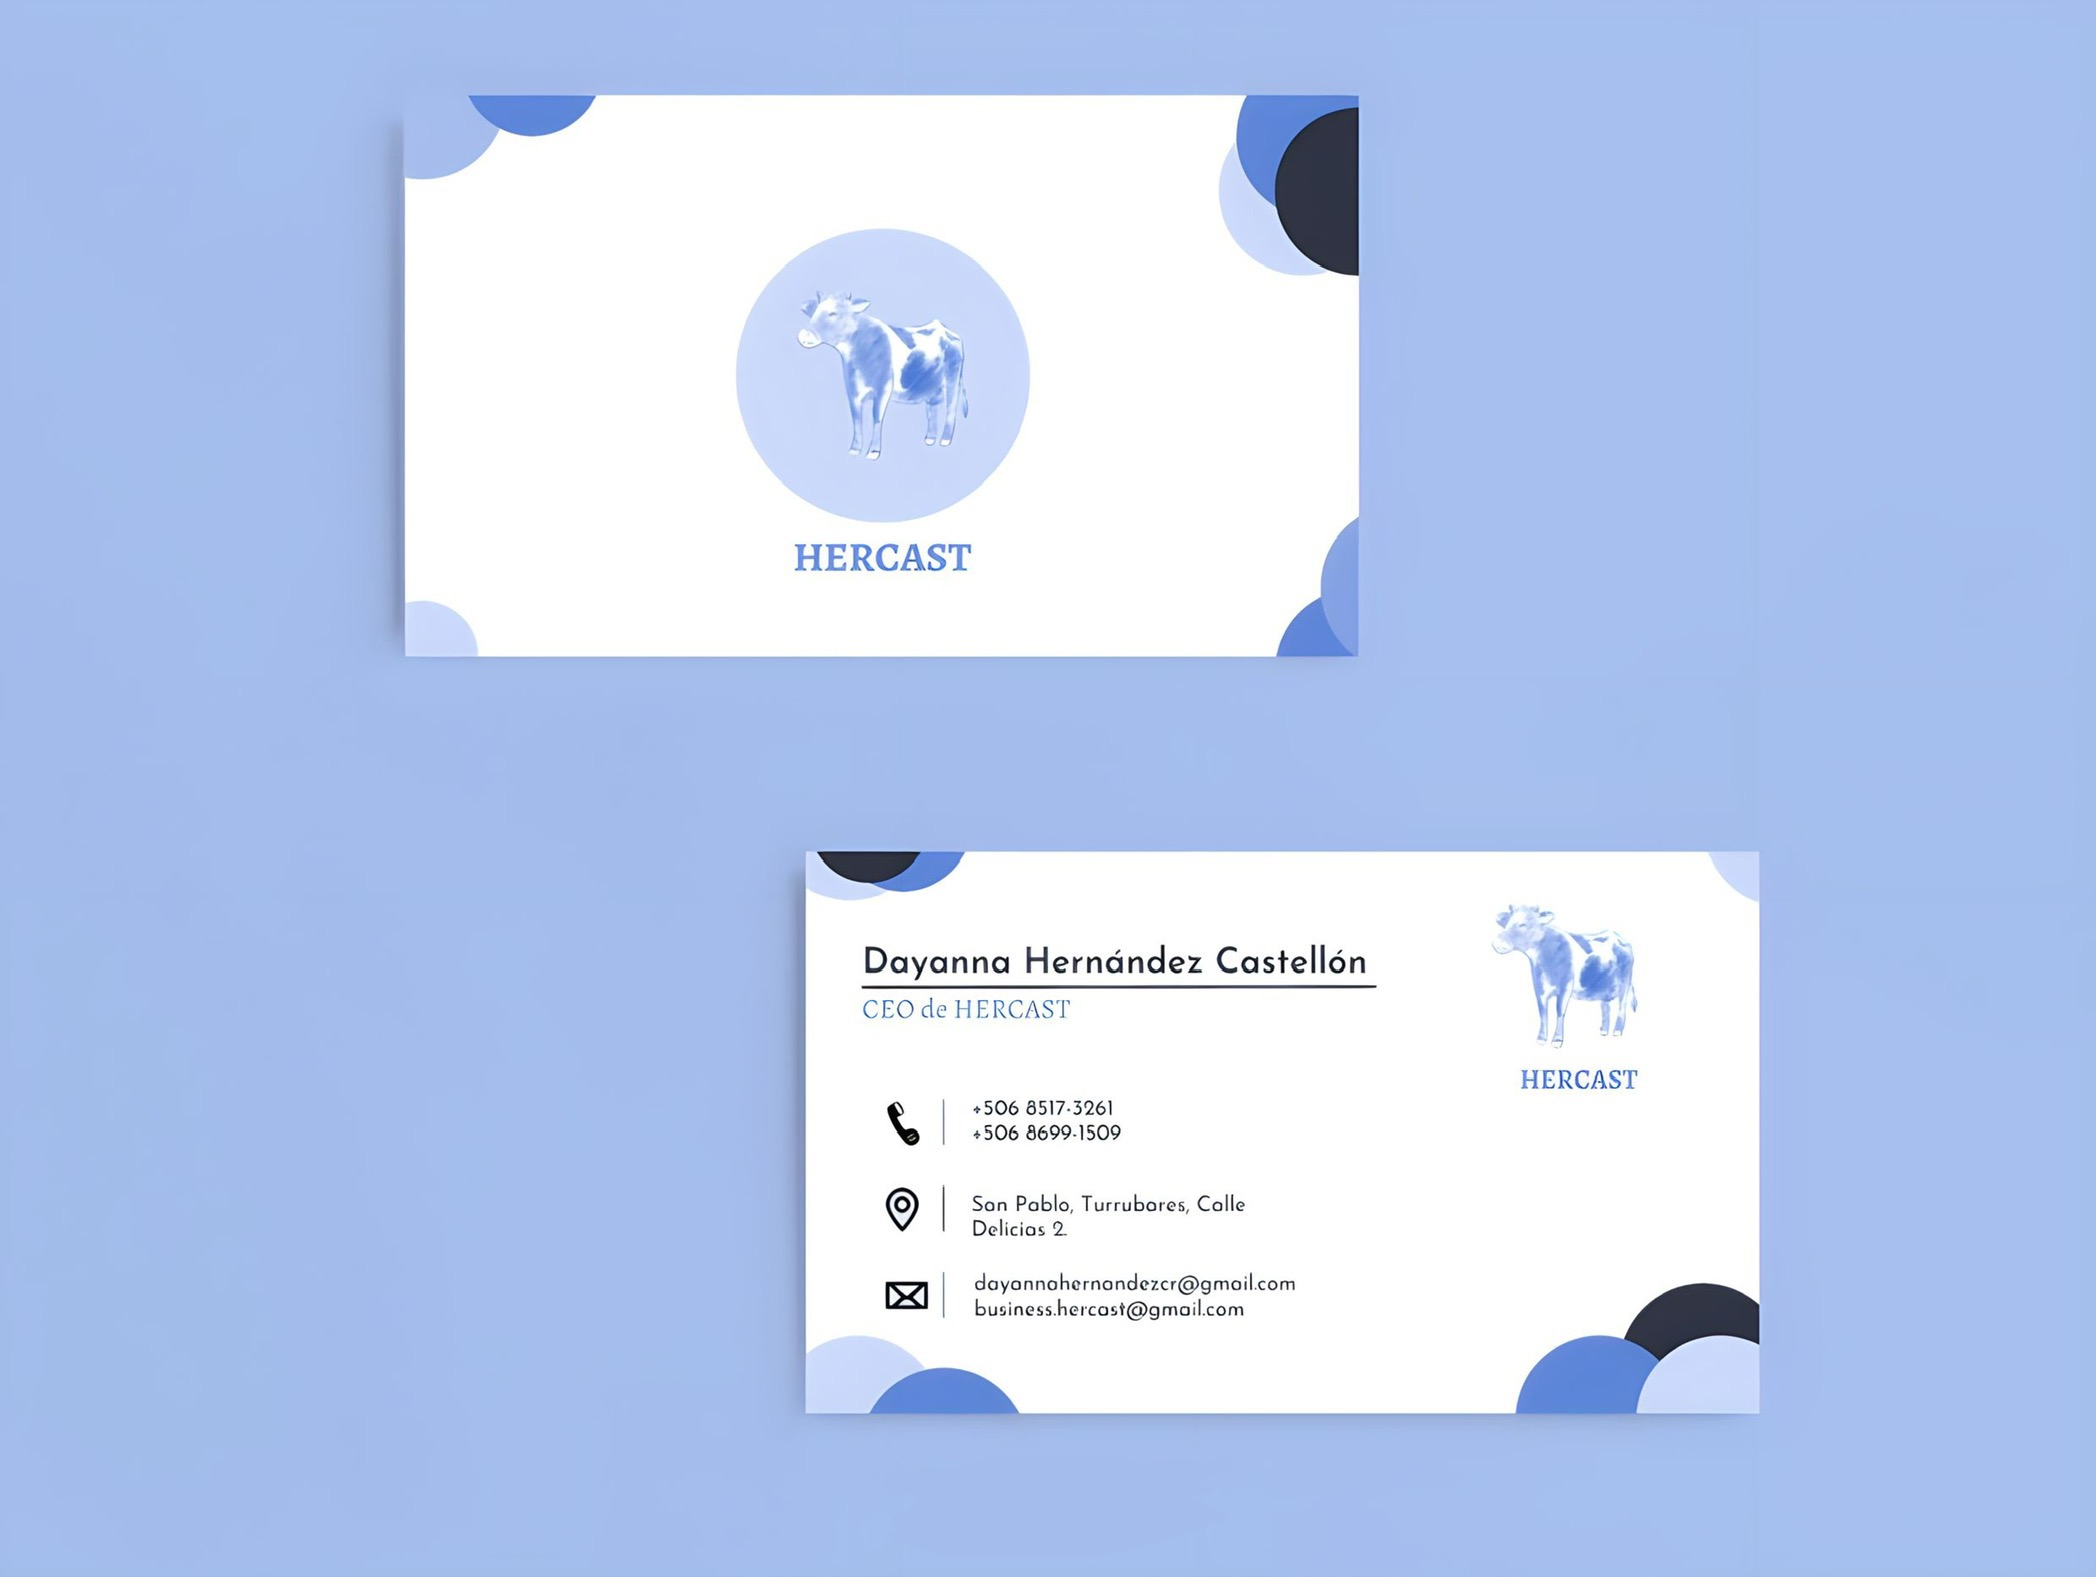 HERCAST
Dayanna Hernández Castellón
CEO de HERCAST
HERCAST
+506 8517-3261
+506 8699-1509
San Pablo, Turrubares, Calle
Delicias 2.
dayannahernandezcr@gmail.com
business.hercast@gmail.com